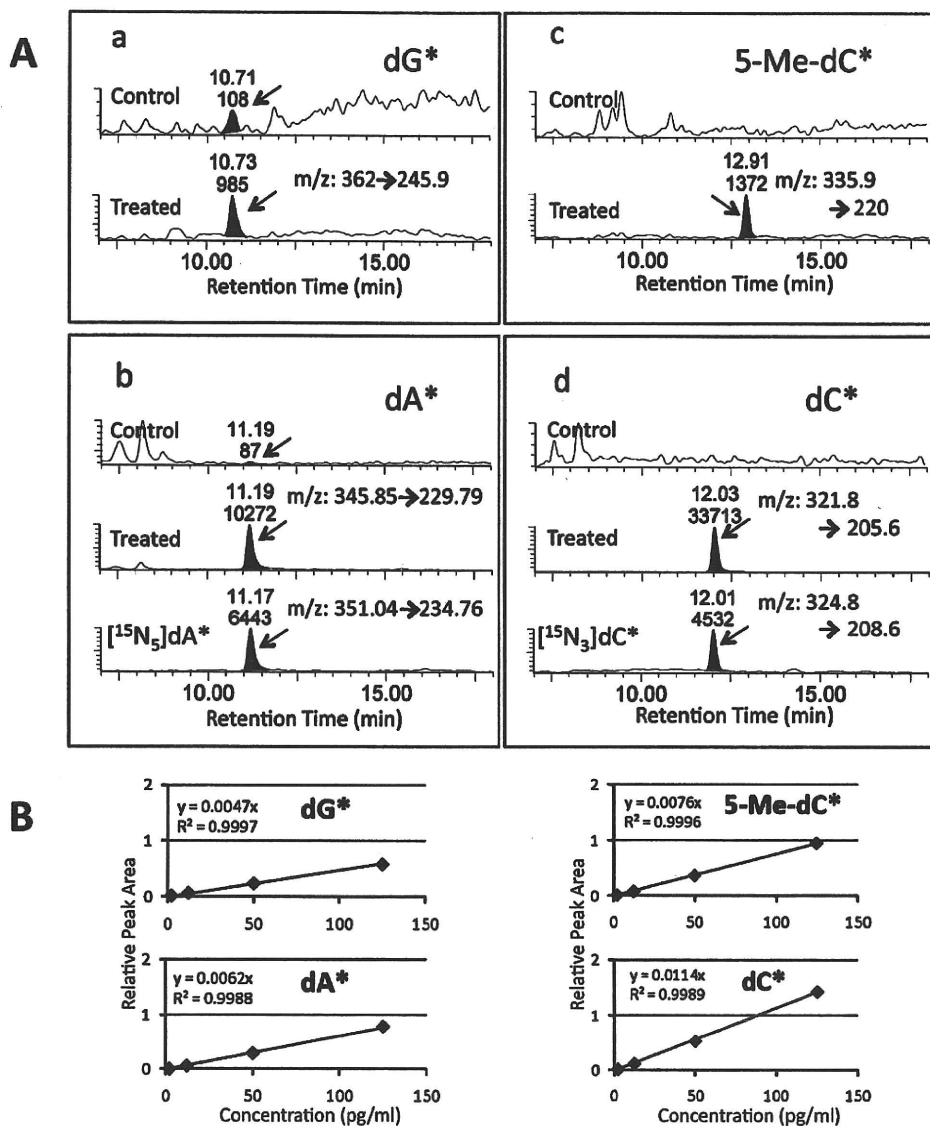 A
a
dG*
10.71
108
Control
10.73
985
m/z: 362→245.9
Treated
10.00
15.00
Retention Time (min)
c
5-Me-dC*
Control
12.91
1372
m/z: 335.9
→220
Treated
10.00
15.00
Retention Time (min)
b
dA*
Control
11.19
87
11.19
10272
m/z: 345.85→229.79
Treated
11.17
6443
m/z: 351.04→234.76
[¹⁵N₅]dA*
10.00
15.00
Retention Time (min)
d
dC*
Control
12.03
33713
m/z: 321.8
→205.6
Treated
12.01
4532
m/z: 324.8
→208.6
[¹⁵N₃]dC*
10.00
15.00
Retention Time (min)
B
Relative Peak Area
2
1
0
y = 0.0047x
R² = 0.9997
dG*
0
50
100
150
2
1
0
y = 0.0076x
R² = 0.9996
5-Me-dC*
0
50
100
150
2
1
0
y = 0.0062x
R² = 0.9988
dA*
0
50
100
150
Concentration (pg/ml)
2
1
0
y = 0.0114x
R² = 0.9989
dC*
0
50
100
150
Concentration (pg/ml)